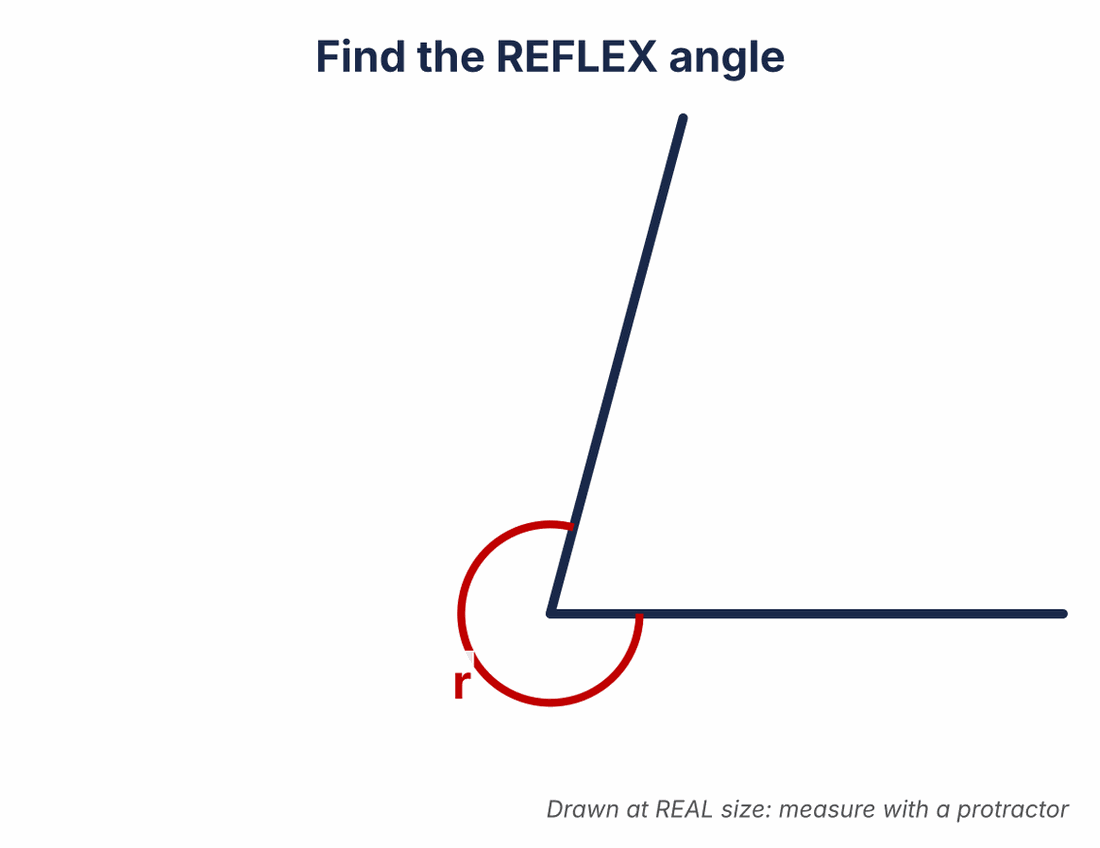 Find the REFLEX angle
r
Drawn at REAL size: measure with a protractor